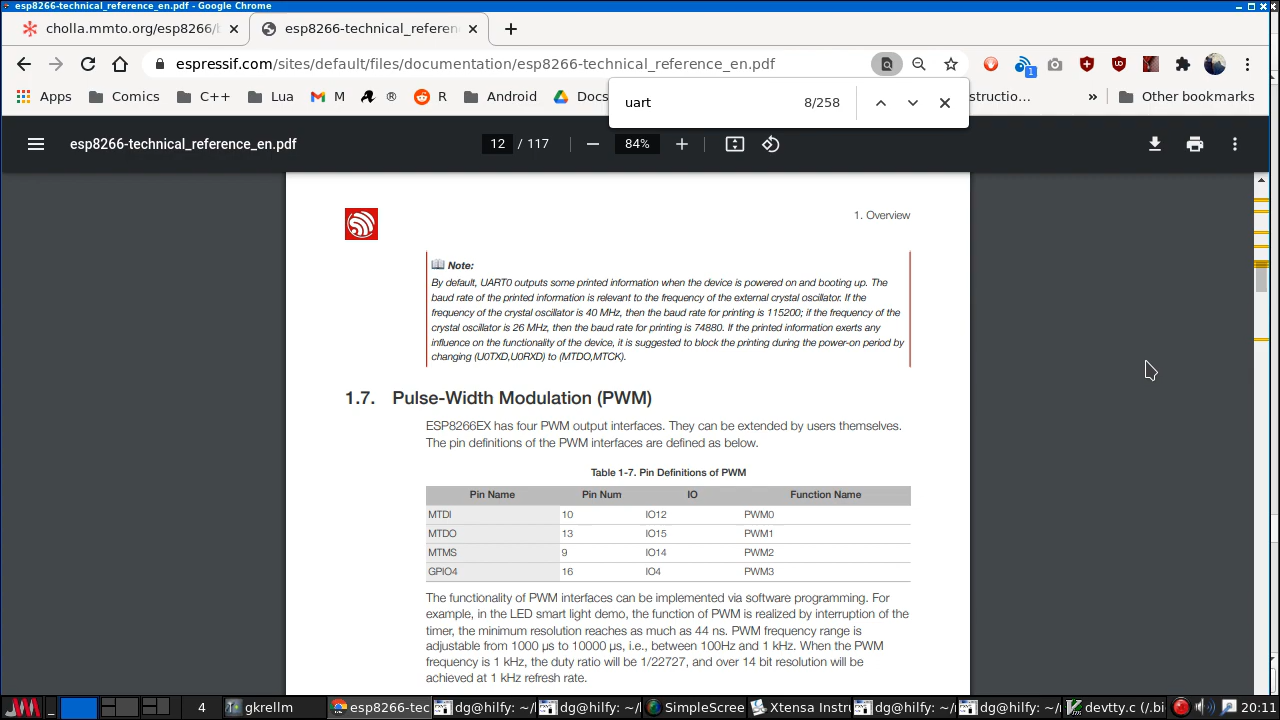 esp8266-technical_reference_en.pdf - Google Chrome
cholla.mmto.org/esp8266/
esp8266-technical_referen
espressif.com/sites/default/files/documentation/esp8266-technical_reference_en.pdf
1
Apps
Comics
C++
Lua
M
®
R
Android
Docs
structio…
»
Other bookmarks
uart
8/258
esp8266-technical_reference_en.pdf
12 / 117
84%
1. Overview
Note:
By default, UART0 outputs some printed information when the device is powered on and booting up. The
baud rate of the printed information is relevant to the frequency of the external crystal oscillator. If the
frequency of the crystal oscillator is 40 MHz, then the baud rate for printing is 115200; if the frequency of the
crystal oscillator is 26 MHz, then the baud rate for printing is 74880. If the printed information exerts any
influence on the functionality of the device, it is suggested to block the printing during the power-on period by
changing (U0TXD,U0RXD) to (MTDO,MTCK).
1.7. Pulse-Width Modulation (PWM)
ESP8266EX has four PWM output interfaces. They can be extended by users themselves.
The pin definitions of the PWM interfaces are defined as below.
Table 1-7. Pin Definitions of PWM
Pin Name Pin Num IO Function Name
MTDI 10 IO12 PWM0
MTDO 13 IO15 PWM1
MTMS 9 IO14 PWM2
GPIO4 16 IO4 PWM3
The functionality of PWM interfaces can be implemented via software programming. For
example, in the LED smart light demo, the function of PWM is realized by interruption of the
timer, the minimum resolution reaches as much as 44 ns. PWM frequency range is
adjustable from 1000 µs to 10000 µs, i.e., between 100Hz and 1 kHz. When the PWM
frequency is 1 kHz, the duty ratio will be 1/22727, and over 14 bit resolution will be
achieved at 1 kHz refresh rate.
4
gkrellm
esp8266-tec
dg@hilfy: ~/
dg@hilfy: ~/
SimpleScree
Xtensa Instru
dg@hilfy: ~/
dg@hilfy: ~/
devtty.c (/.bi
20:11